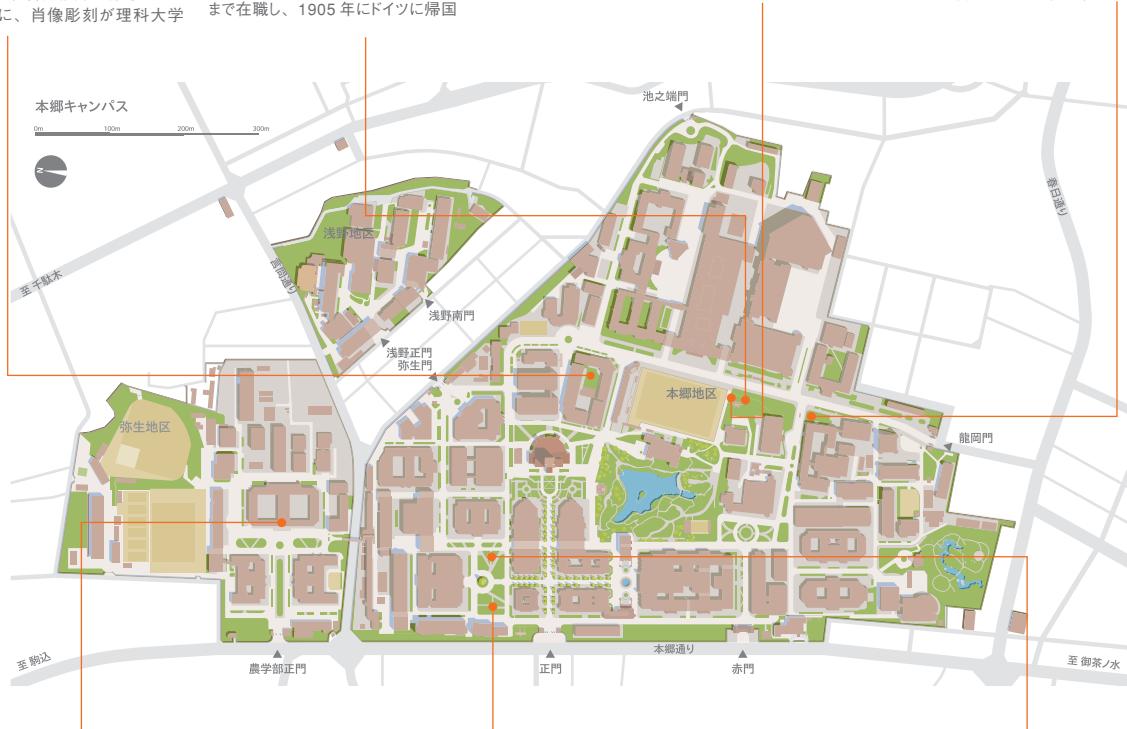 に、肖像彫刻が理科大学
まで在職し、1905 年にドイツに帰国
本郷キャンパス
0m 100m 200m 300m
N
池之端門
春日通り
浅野地区
言問通り
至 千駄木
浅野南門
浅野正門
弥生門
本郷地区
弥生地区
龍岡門
本郷通り
至 駒込
農学部正門
正門
赤門
至 御茶ノ水